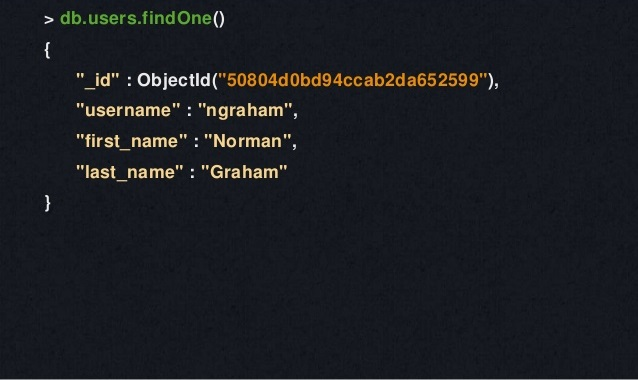 > db.users.findOne()
{
"_id" : ObjectId("50804d0bd94ccab2da652599"),
"username" : "ngraham",
"first_name" : "Norman",
"last_name" : "Graham"
}